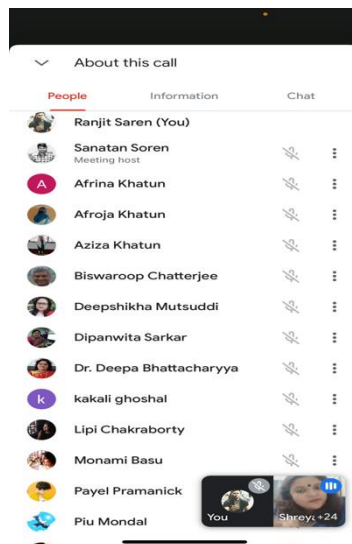 About this call
People Information Chat
Ranjit Saren (You)
Sanatan Soren
Meeting host
A Afrina Khatun
Afroja Khatun
Aziza Khatun
Biswaroop Chatterjee
Deepshikha Mutsuddi
Dipanwita Sarkar
Dr. Deepa Bhattacharyya
k kakali ghoshal
Lipi Chakraborty
Monami Basu
Payel Pramanick
Piu Mondal
You Shreya +24